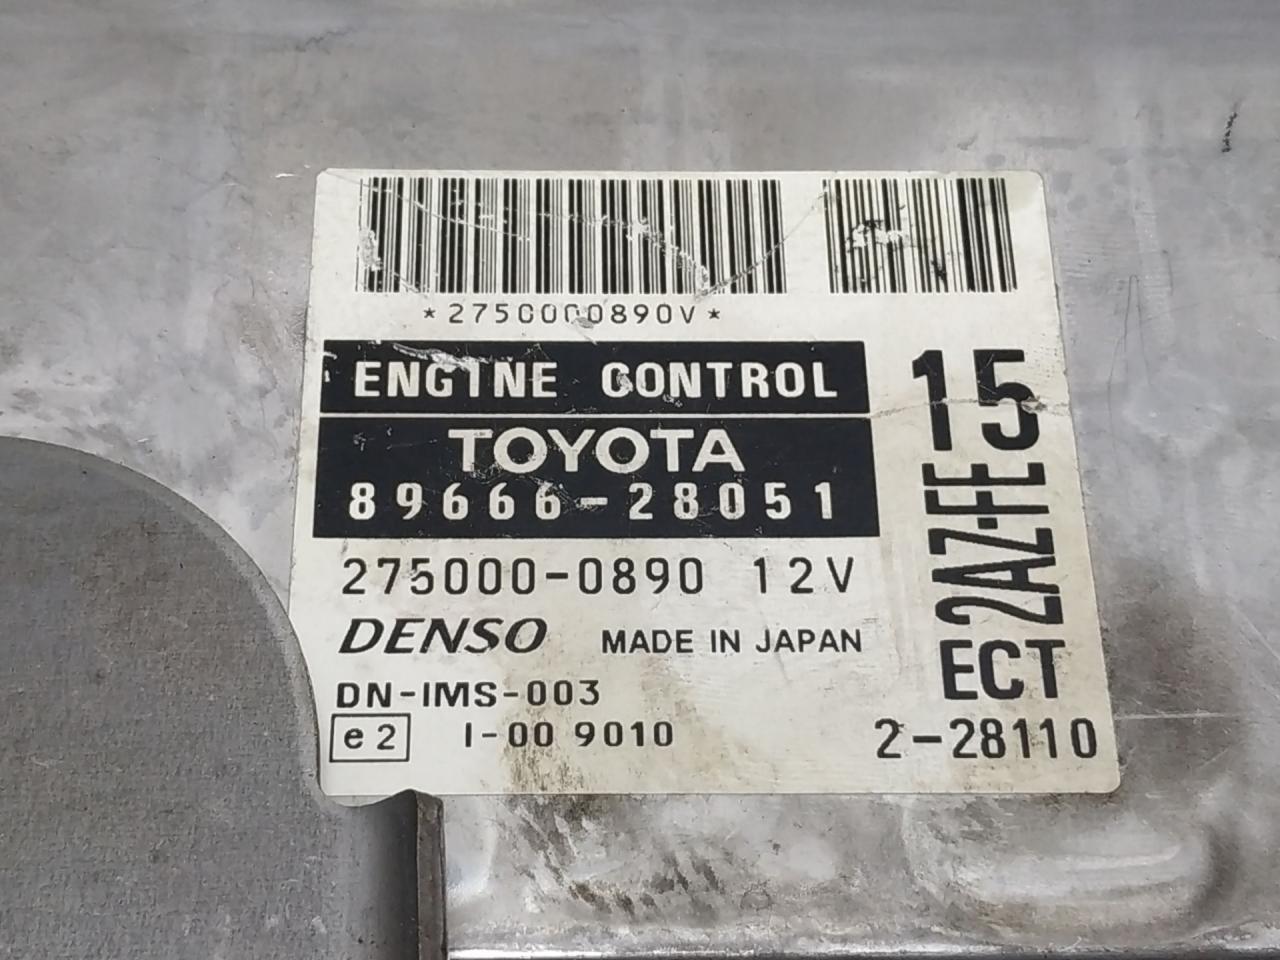 *2750000890V*
ENGINE CONTROL
TOYOTA
89666-28051
275000-0890 12V
DENSO MADE IN JAPAN
DN-IMS-003
e2 I-00 9010
15
2AZ-FE
ECT
2-28110